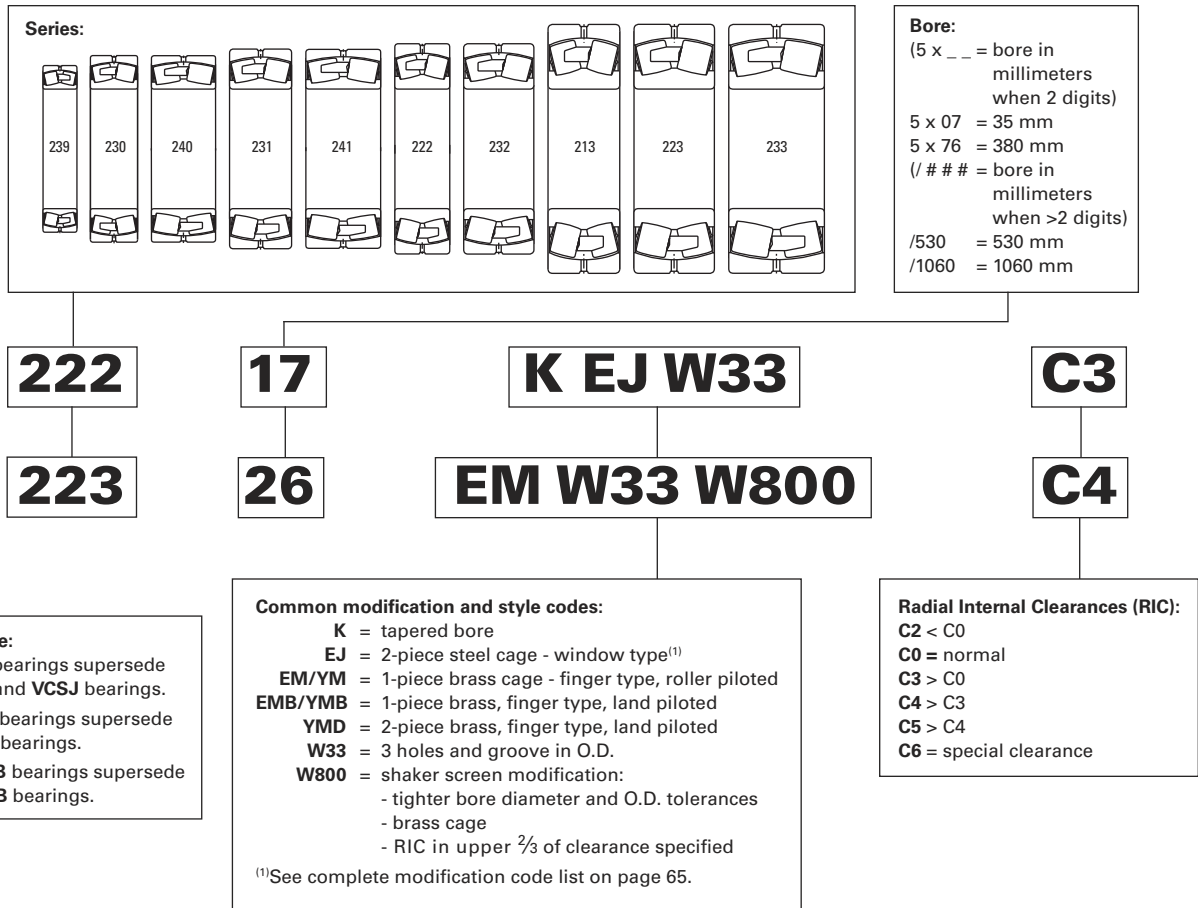 Series:
239 230 240 231 241 222 232 213 223 233
Bore:
(5 x _ _ = bore in
millimeters
when 2 digits)
5 x 07 = 35 mm
5 x 76 = 380 mm
(/ # # # = bore in
millimeters
when >2 digits)
/530 = 530 mm
/1060 = 1060 mm
222 17 K EJ W33 C3
223 26 EM W33 W800 C4
e:
bearings supersede
and VCSJ bearings.
bearings supersede
bearings.
B bearings supersede
B bearings.
Common modification and style codes:
K = tapered bore
EJ = 2-piece steel cage - window type(1)
EM/YM = 1-piece brass cage - finger type, roller piloted
EMB/YMB = 1-piece brass, finger type, land piloted
YMD = 2-piece brass, finger type, land piloted
W33 = 3 holes and groove in O.D.
W800 = shaker screen modification:
- tighter bore diameter and O.D. tolerances
- brass cage
- RIC in upper 2/3 of clearance specified
(1)See complete modification code list on page 65.
Radial Internal Clearances (RIC):
C2 < C0
C0 = normal
C3 > C0
C4 > C3
C5 > C4
C6 = special clearance